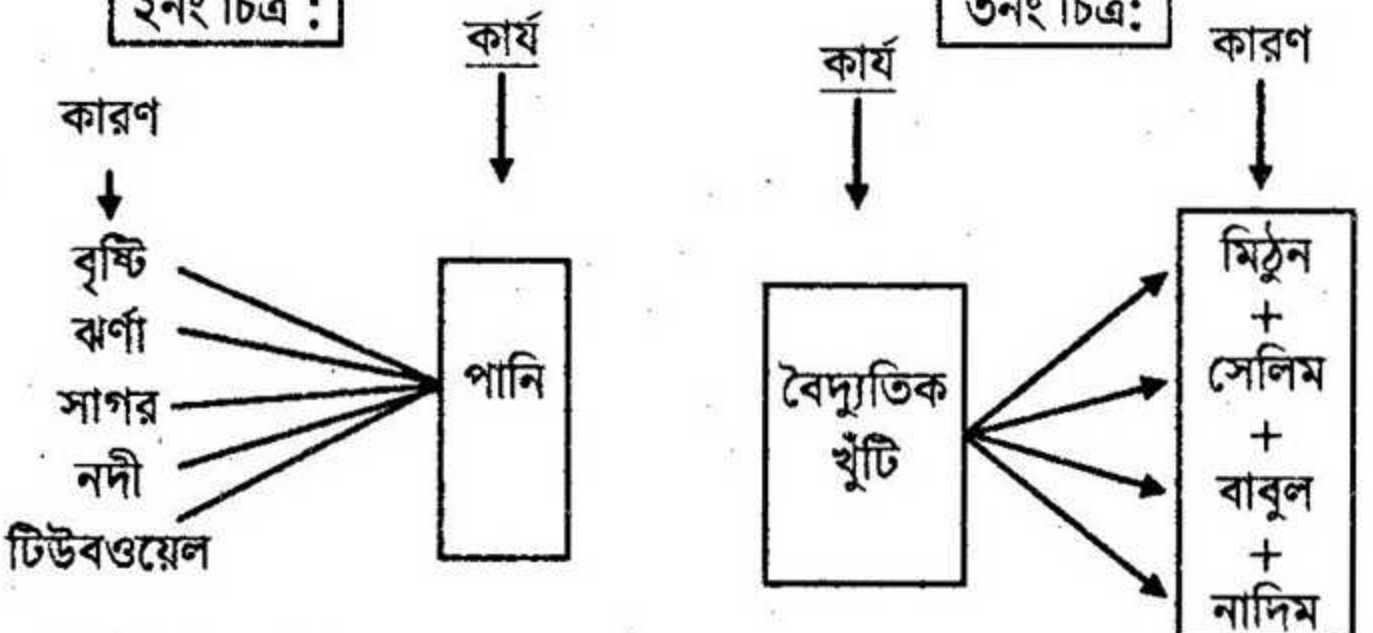 ২নং চিত্র :
কার্য
কারণ
বৃষ্টি
ঝর্ণা
সাগর
নদী
টিউবওয়েল
পানি
৩নং চিত্র:
কার্য
কারণ
বৈদ্যুতিক
খুঁটি
মিঠুন
+
সেলিম
+
বাবুল
+
নাদিম